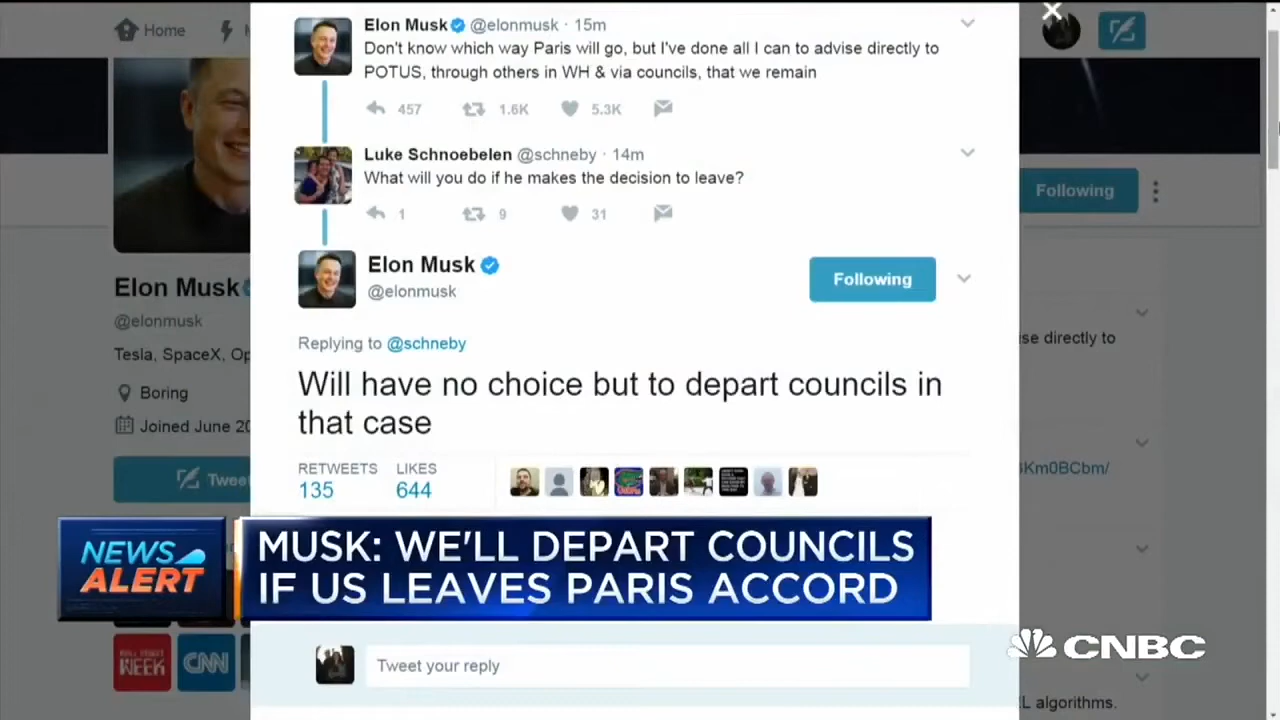 Home
Elon Musk @elonmusk · 15m
Don't know which way Paris will go, but I've done all I can to advise directly to
POTUS, through others in WH & via councils, that we remain
457 1.6K 5.3K
Luke Schnoebelen @schneby · 14m
What will you do if he makes the decision to leave?
1 9 31
Following
Elon Musk
@elonmusk
Following
Replying to @schneby
Will have no choice but to depart councils in
that case
RETWEETS LIKES
135 644
Elon Musk
@elonmusk
Tesla, SpaceX, Op
Boring
Joined June 20
Tweet
se directly to
Km0BCbm/
NEWS
ALERT
MUSK: WE'LL DEPART COUNCILS
IF US LEAVES PARIS ACCORD
WEEK
CNN
Tweet your reply
CNBC
L algorithms.